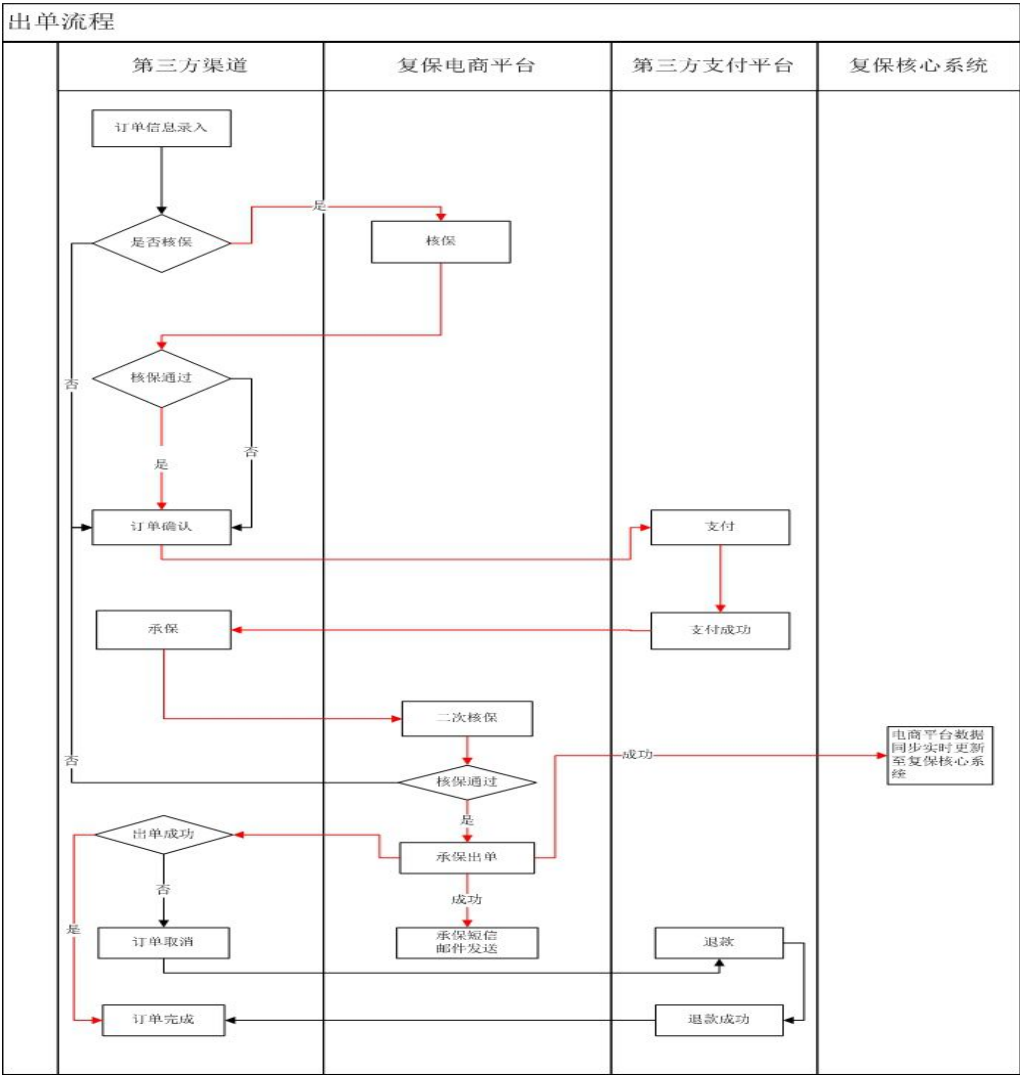 出单流程
第三方渠道
复保电商平台
第三方支付平台
复保核心系统
订单信息录入
是
是否核保
核保
核保通过
否
否
是
订单确认
支付
承保
支付成功
二次核保
电商平台数据
同步实时更新
至复保核心系
统
成功
否
核保通过
是
出单成功
承保出单
否
成功
是
订单取消
承保短信
邮件发送
退款
订单完成
退款成功